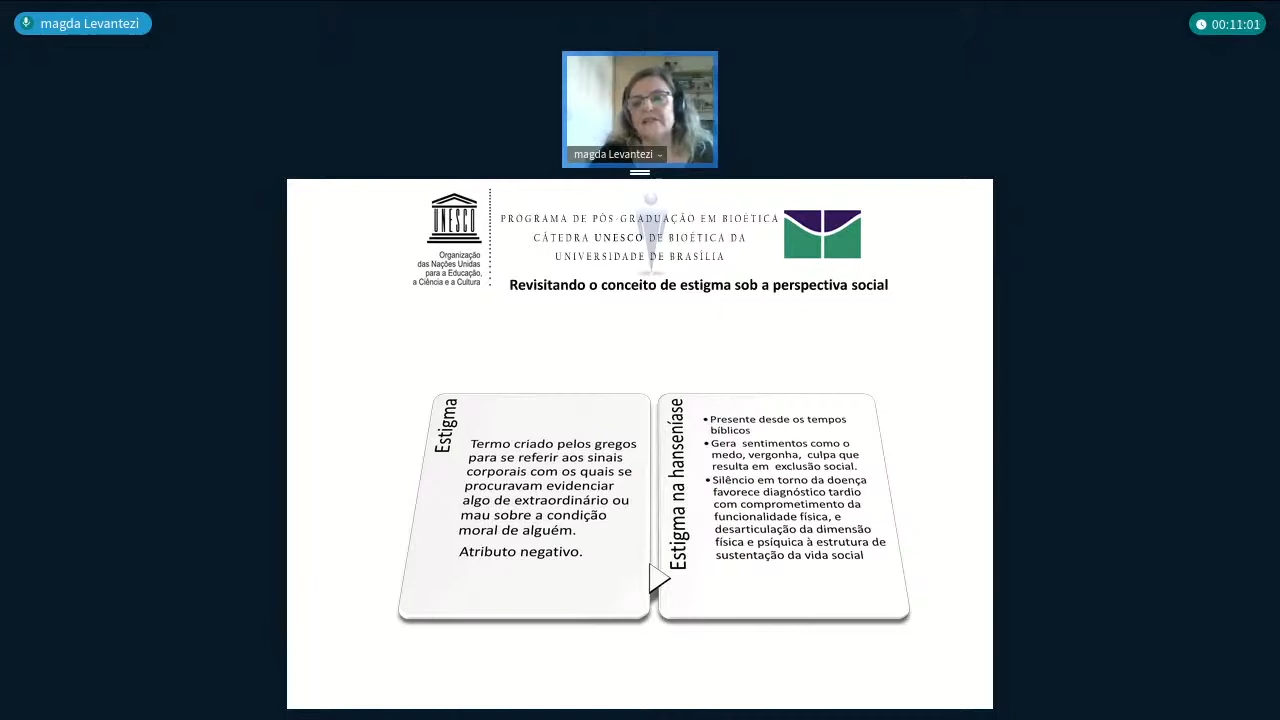 magda Levantezi
00:11:01
magda Levantezi
UNESCO
Organização
das Nações Unidas
para a Educação,
a Ciência e a Cultura
PROGRAMA DE PÓS-GRADUAÇÃO EM BIOÉTICA
CÁTEDRA UNESCO DE BIOÉTICA DA
UNIVERSIDADE DE BRASÍLIA
Revisitando o conceito de estigma sob a perspectiva social
Estigma
Termo criado pelos gregos
para se referir aos sinais
corporais com os quais se
procuravam evidenciar
algo de extraordinário ou
mau sobre a condição
moral de alguém.
Atributo negativo.
Estigma na hanseníase
• Presente desde os tempos
bíblicos
• Gera sentimentos como o
medo, vergonha, culpa que
resulta em exclusão social.
• Silêncio em torno da doença
favorece diagnóstico tardio
com comprometimento da
funcionalidade física, e
desarticulação da dimensão
física e psíquica à estrutura de
sustentação da vida social